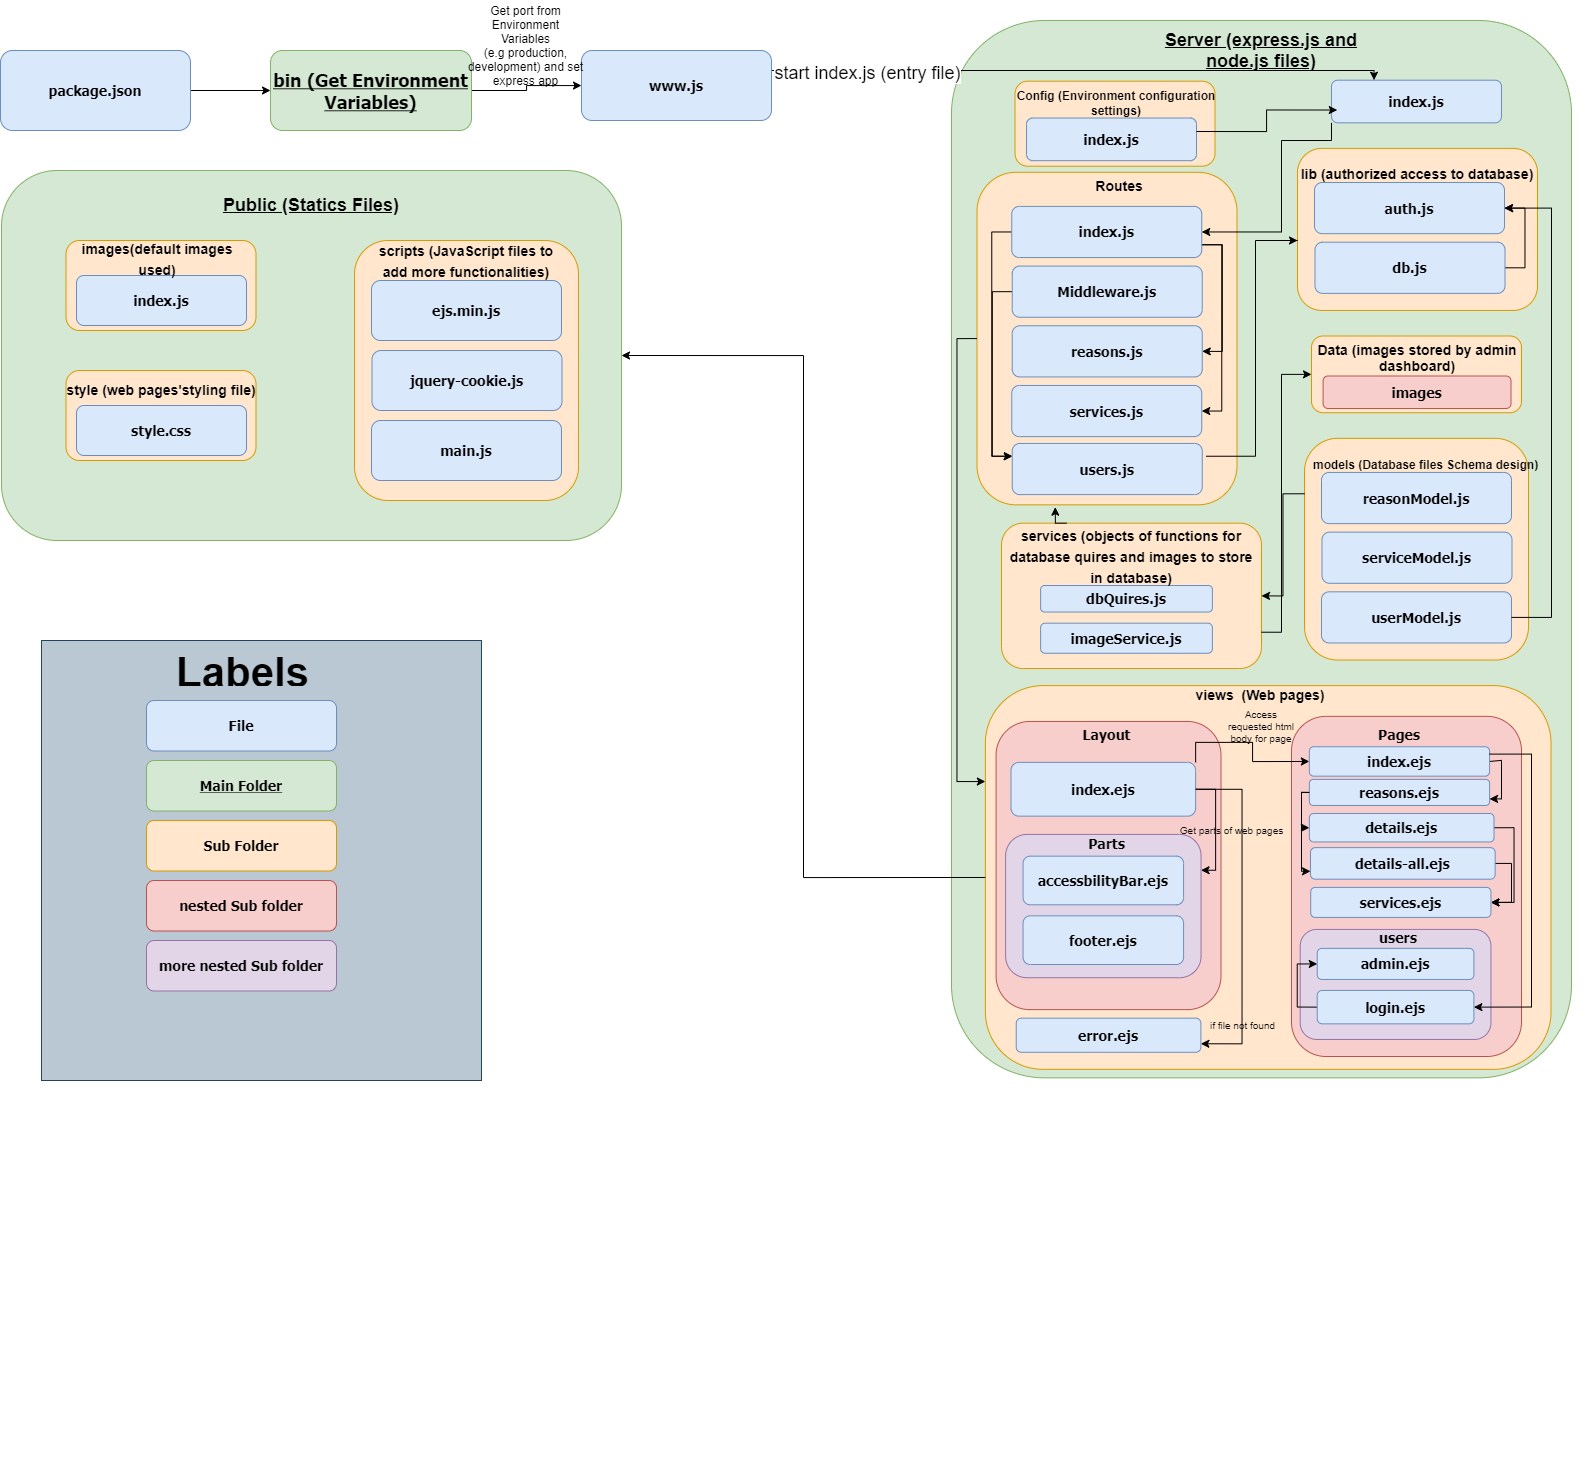 Get port from
Environment
Variables
(e.g production,
development) and set
express app
package.json
bin (Get Environment
Variables)
www.js
start index.js (entry file)
Server (express.js and
node.js files)
index.js
Config (Environment configuration
settings)
index.js
Routes
index.js
Middleware.js
reasons.js
services.js
users.js
lib (authorized access to database)
auth.js
db.js
Data (images stored by admin
dashboard)
images
models (Database files Schema design)
reasonModel.js
serviceModel.js
userModel.js
services (objects of functions for
database quires and images to store
in database)
dbQuires.js
imageService.js
views  (Web pages)
Layout
index.ejs
Access
requested html
body for page
Get parts of web pages
Parts
accessbilityBar.ejs
footer.ejs
error.ejs
if file not found
Pages
index.ejs
reasons.ejs
details.ejs
details-all.ejs
services.ejs
users
admin.ejs
login.ejs
Public (Statics Files)
images(default images
used)
index.js
style (web pages'styling file)
style.css
scripts (JavaScript files to
add more functionalities)
ejs.min.js
jquery-cookie.js
main.js
Labels
File
Main Folder
Sub Folder
nested Sub folder
more nested Sub folder